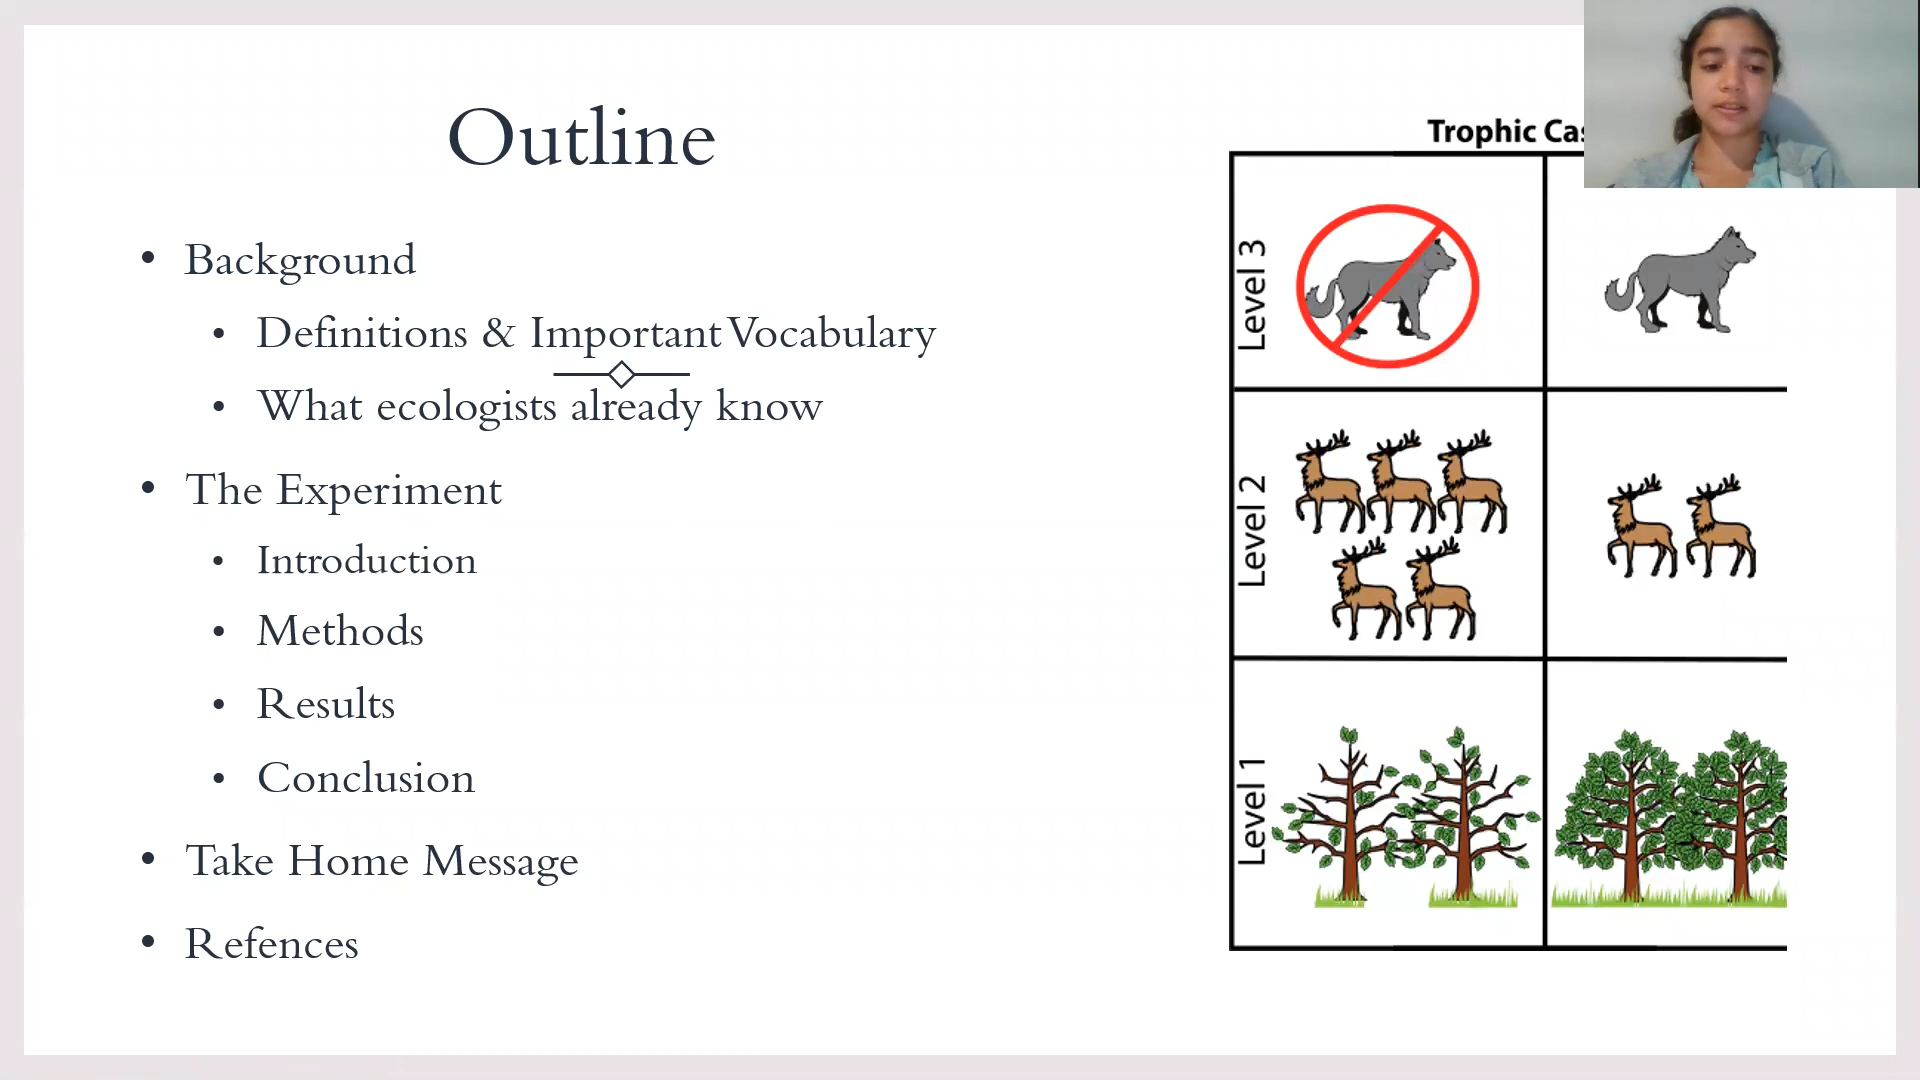 Outline
Background
Definitions & Important Vocabulary
What ecologists already know
The Experiment
Introduction
Methods
Results
Conclusion
Take Home Message
Refences
Trophic Cas
Level 3
Level 2
Level 1